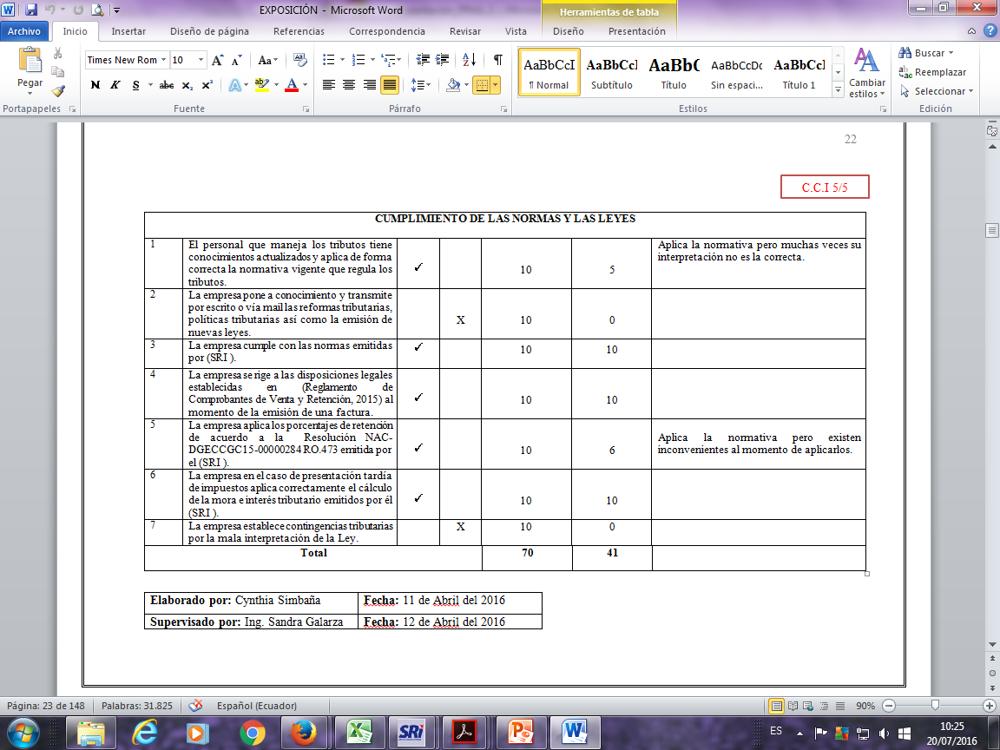 EXPOSICIÓN - Microsoft Word
Herramientas de tabla
Archivo Inicio Insertar Diseño de página Referencias Correspondencia Revisar Vista Diseño Presentación
Pegar
Times New Rom 10
N K S abc x₂ x²
Portapapeles Fuente Párrafo Estilos Edición
AaBbCcI AaBbCcI AaBb( AaBbCcDc AaBbCcI
¶ Normal Subtítulo Título Sin espaci... Título 1
Cambiar
estilos
Buscar
Reemplazar
Seleccionar
22
C.C.I 5/5
CUMPLIMIENTO DE LAS NORMAS Y LAS LEYES
1 El personal que maneja los tributos tiene
conocimientos actualizados y aplica de forma
correcta la normativa vigente que regula los
tributos.
✓ 10 5
Aplica la normativa pero muchas veces su
interpretación no es la correcta.
2 La empresa pone a conocimiento y transmite
por escrito o vía mail las reformas tributarias,
políticas tributarias así como la emisión de
nuevas leyes.
X 10 0
3 La empresa cumple con las normas emitidas
por (SRI ).
✓ 10 10
4 La empresa se rige a las disposiciones legales
establecidas en (Reglamento de
Comprobantes de Venta y Retención, 2015) al
momento de la emisión de una factura.
✓ 10 10
5 La empresa aplica los porcentajes de retención
de acuerdo a la Resolución NAC-
DGECCGC15-00000284 RO.473 emitida por
el (SRI ).
✓ 10 6
Aplica la normativa pero existen
inconvenientes al momento de aplicarlos.
6 La empresa en el caso de presentación tardía
de impuestos aplica correctamente el cálculo
de la mora e interés tributario emitidos por él
(SRI ).
✓ 10 10
7 La empresa establece contingencias tributarias
por la mala interpretación de la Ley.
X 10 0
Total 70 41
Elaborado por: Cynthia Simbaña Fecha: 11 de Abril del 2016
Supervisado por: Ing. Sandra Galarza Fecha: 12 de Abril del 2016
Página: 23 de 148 Palabras: 31.825 Español (Ecuador) 90%
SRi
ES
10:25
20/07/2016